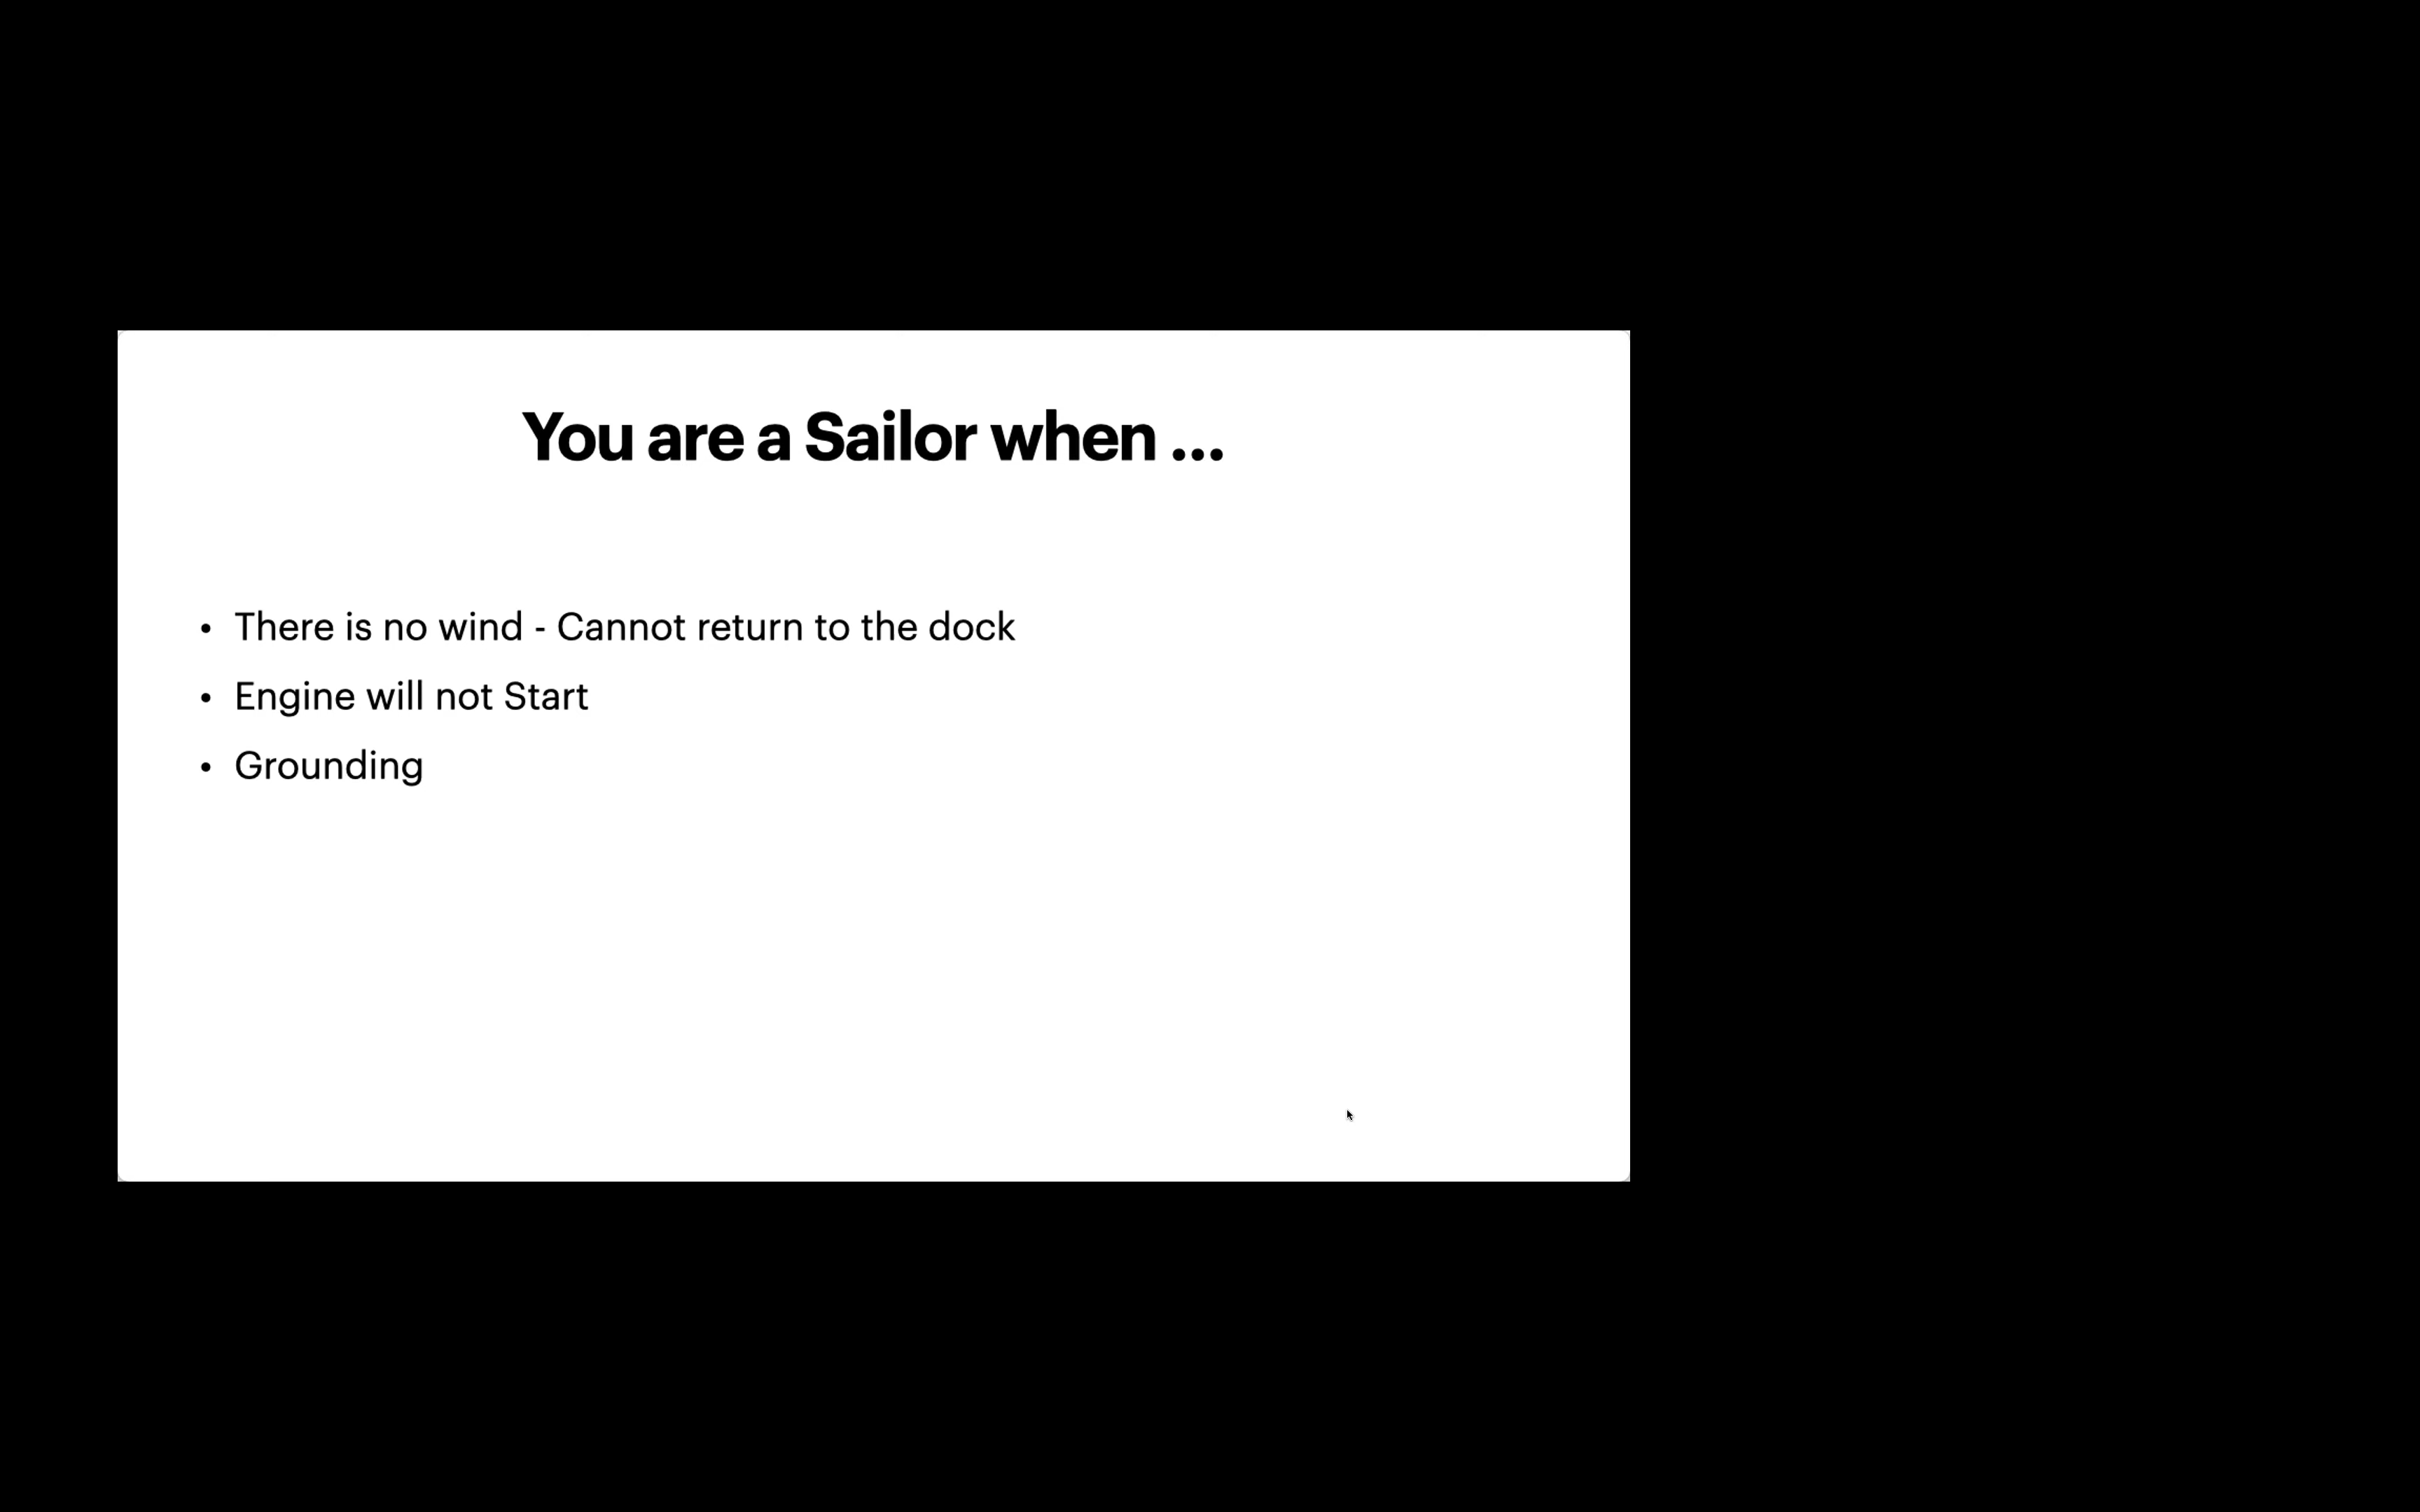 You are a Sailor when ...
• There is no wind - Cannot return to the dock
• Engine will not Start
• Grounding